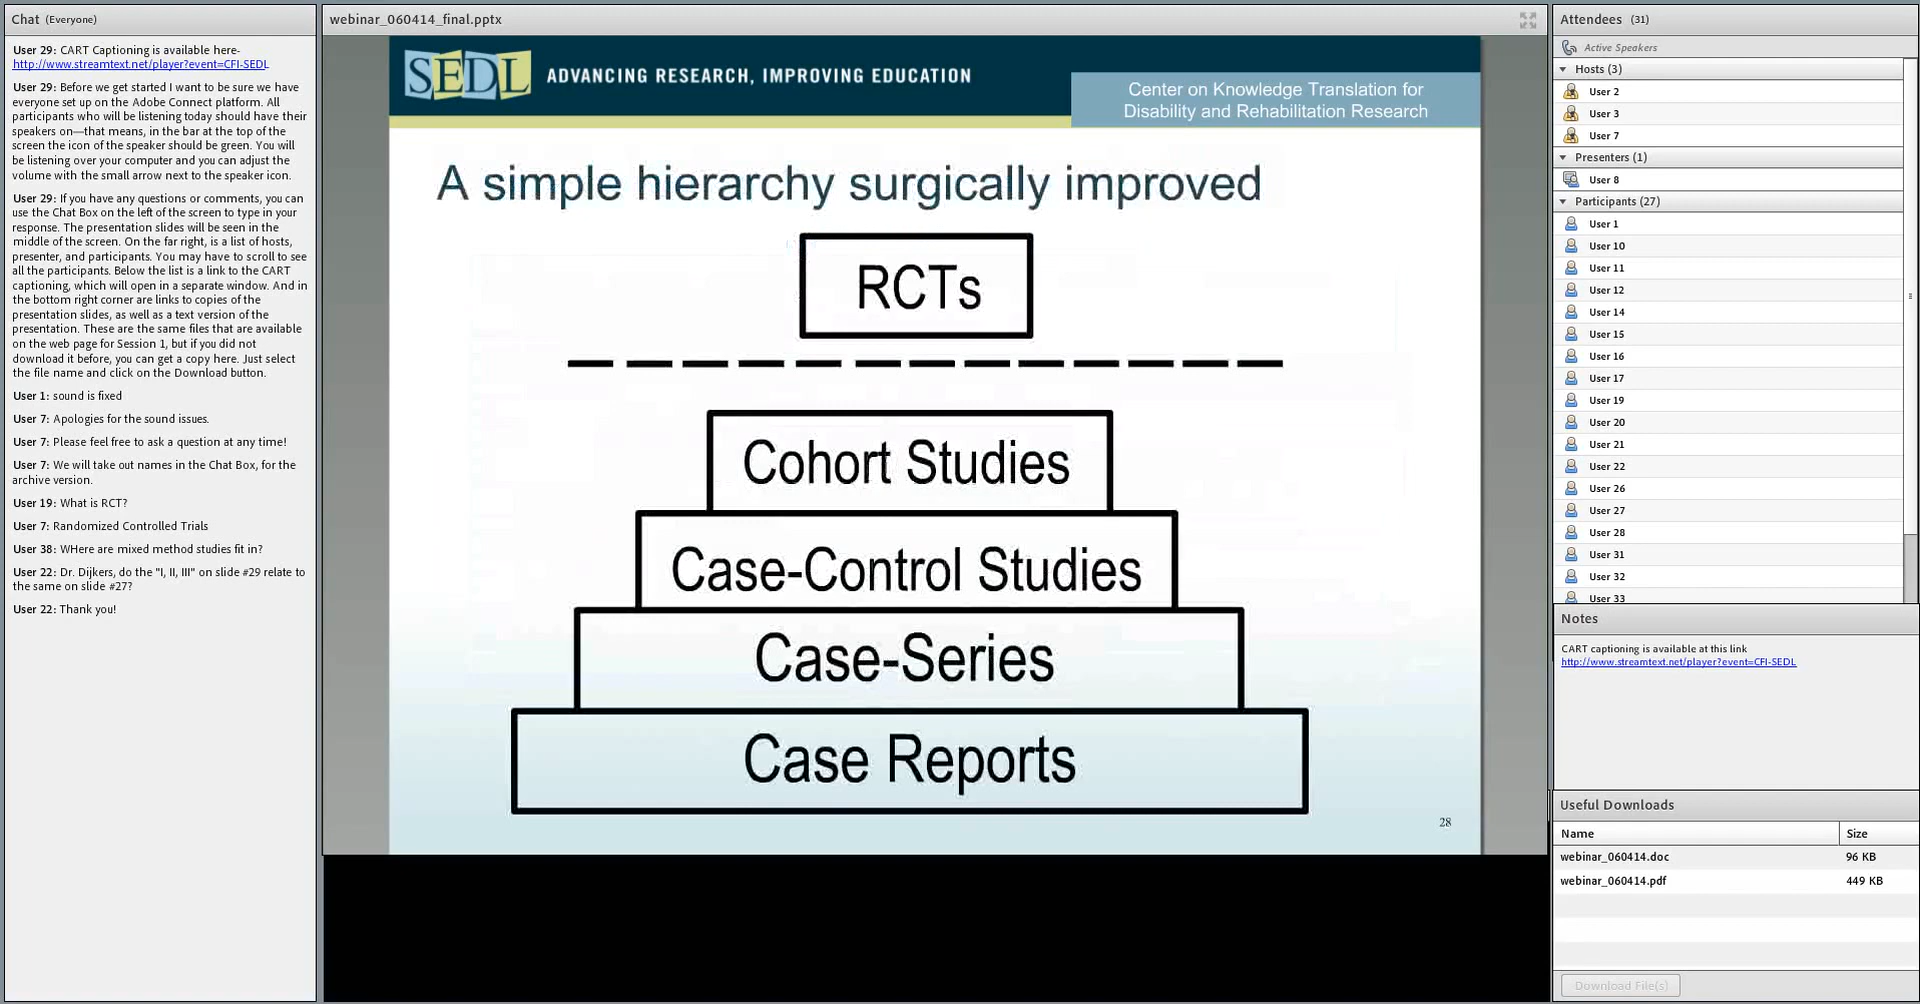 Chat (Everyone)
User 29: CART Captioning is available here-
http://www.streamtext.net/player?event=CFI-SEDL
User 29: Before we get started I want to be sure we have
everyone set up on the Adobe Connect platform. All
participants who will be listening today should have their
speakers on—that means, in the bar at the top of the
screen the icon of the speaker should be green. You will
be listening over your computer and you can adjust the
volume with the small arrow next to the speaker icon.
User 29: If you have any questions or comments, you can
use the Chat Box on the left of the screen to type in your
response. The presentation slides will be seen in the
middle of the screen. On the far right, is a list of hosts,
presenter, and participants. You may have to scroll to see
all the participants. Below the list is a link to the CART
captioning, which will open in a separate window. And in
the bottom right corner are links to copies of the
presentation slides, as well as a text version of the
presentation. These are the same files that are available
on the web page for Session 1, but if you did not
download it before, you can get a copy here. Just select
the file name and click on the Download button.
User 1: sound is fixed
User 7: Apologies for the sound issues.
User 7: Please feel free to ask a question at any time!
User 7: We will take out names in the Chat Box, for the
archive version.
User 19: What is RCT?
User 7: Randomized Controlled Trials
User 38: WHere are mixed method studies fit in?
User 22: Dr. Dijkers, do the "I, II, III" on slide #29 relate to
the same on slide #27?
User 22: Thank you!
webinar_060414_final.pptx
SEDL ADVANCING RESEARCH, IMPROVING EDUCATION
Center on Knowledge Translation for
Disability and Rehabilitation Research
A simple hierarchy surgically improved
RCTs
Cohort Studies
Case-Control Studies
Case-Series
Case Reports
28
Attendees (31)
Active Speakers
Hosts (3)
User 2
User 3
User 7
Presenters (1)
User 8
Participants (27)
User 1
User 10
User 11
User 12
User 14
User 15
User 16
User 17
User 19
User 20
User 21
User 22
User 26
User 27
User 28
User 31
User 32
User 33
Notes
CART captioning is available at this link
http://www.streamtext.net/player?event=CFI-SEDL
Useful Downloads
Name Size
webinar_060414.doc 96 KB
webinar_060414.pdf 449 KB
Download File(s)